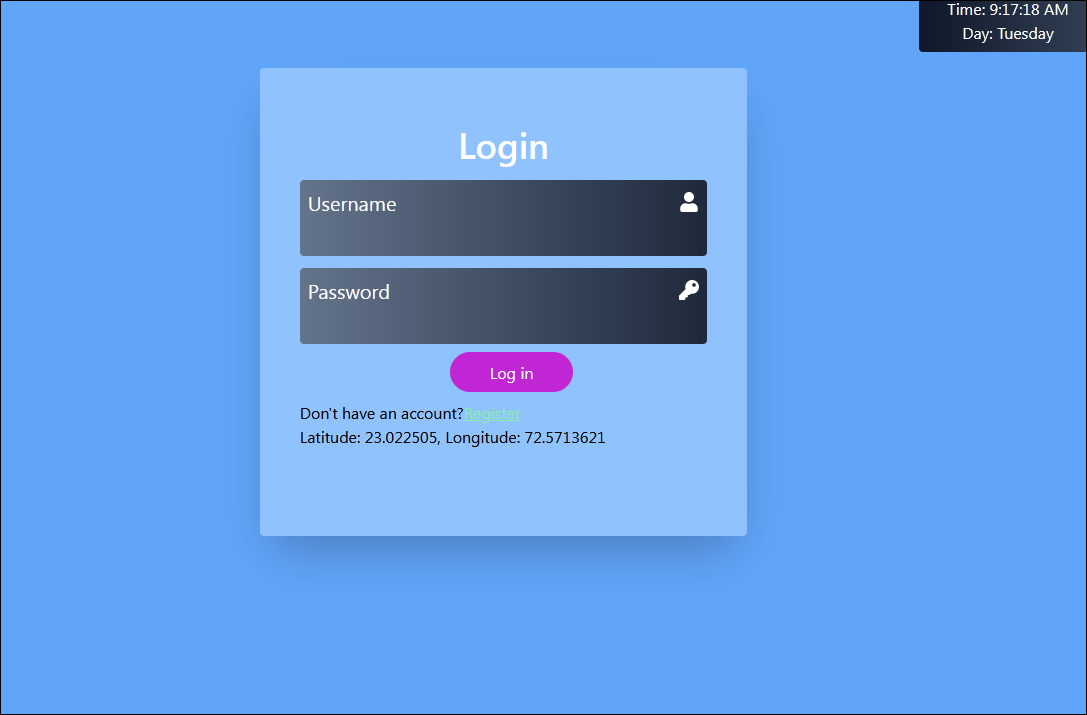 Time: 9:17:18 AM
Day: Tuesday
Login
Username
Password
Log in
Don't have an account?Register
Latitude: 23.022505, Longitude: 72.5713621